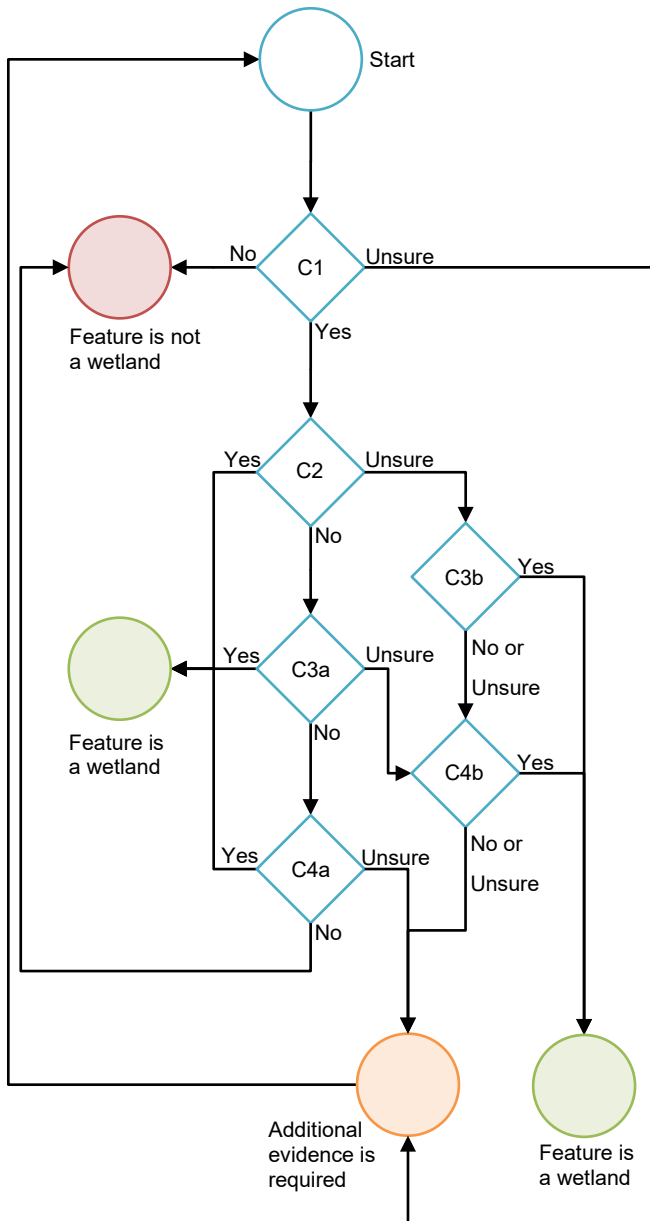 Start
No
C1
Unsure
Feature is not
a wetland
Yes
Yes
C2
Unsure
No
C3b
Yes
No or
Unsure
Yes
C3a
Unsure
Feature is
a wetland
No
C4b
Yes
No or
Unsure
Yes
C4a
Unsure
No
Additional
evidence is
required
Feature is
a wetland